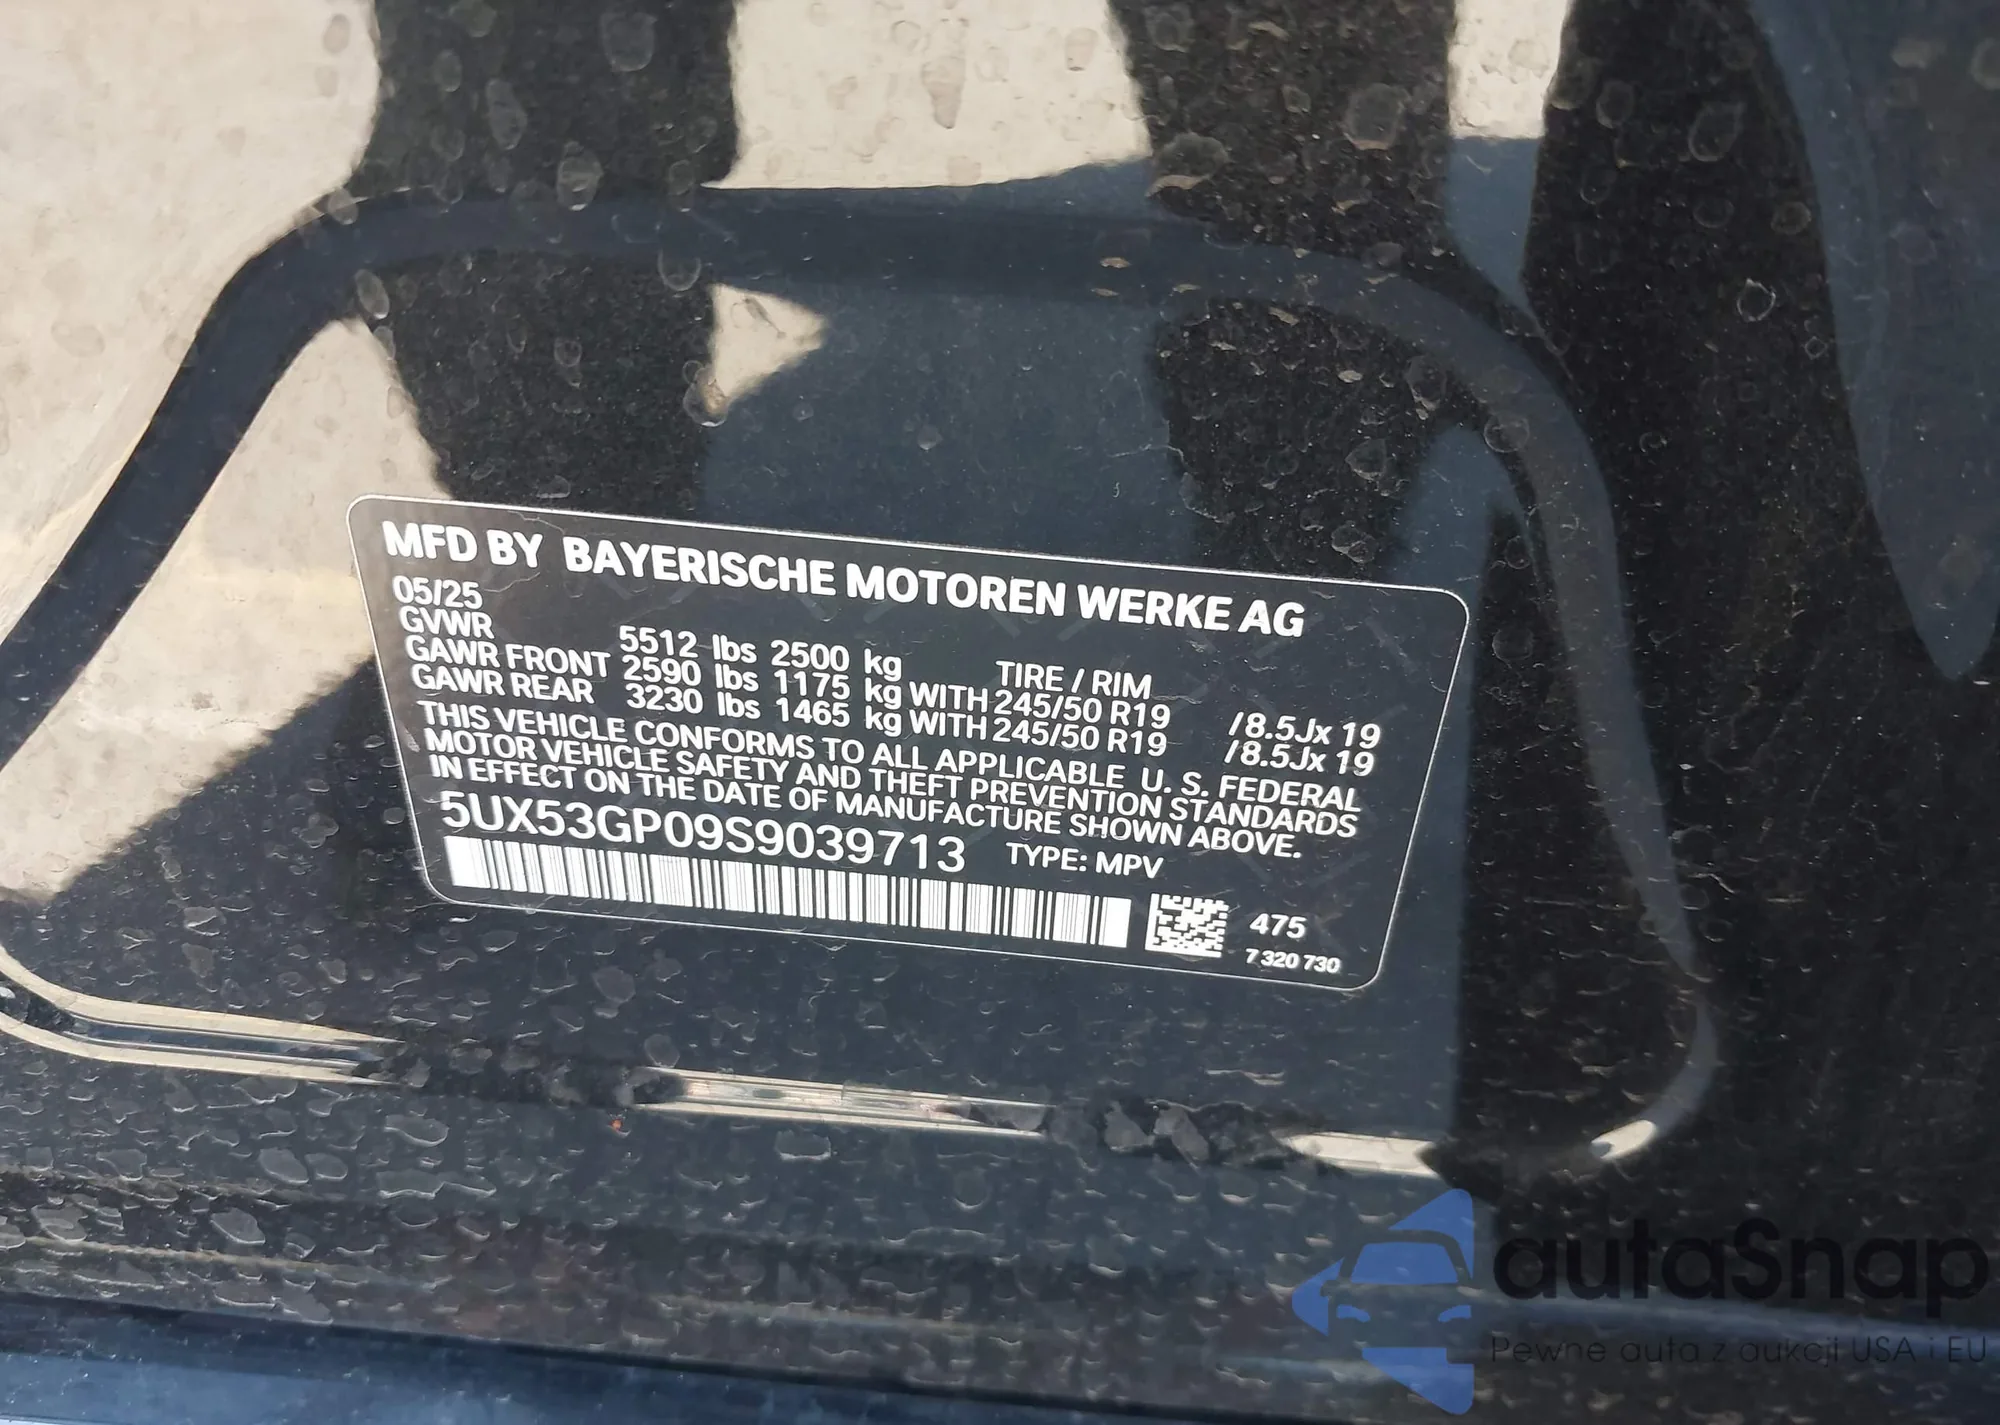 MFD BY BAYERISCHE MOTOREN WERKE AG
05/25
GVWR 5512 lbs 2500 kg TIRE / RIM
GAWR FRONT 2590 lbs 1175 kg WITH 245/50 R19 /8.5Jx 19
GAWR REAR 3230 lbs 1465 kg WITH 245/50 R19 /8.5Jx 19
THIS VEHICLE CONFORMS TO ALL APPLICABLE U. S. FEDERAL
MOTOR VEHICLE SAFETY AND THEFT PREVENTION STANDARDS
IN EFFECT ON THE DATE OF MANUFACTURE SHOWN ABOVE.
5UX53GP09S9039713 TYPE: MPV
475
7 320 730
autaSnap
Pewne auta z aukcji USA i EU